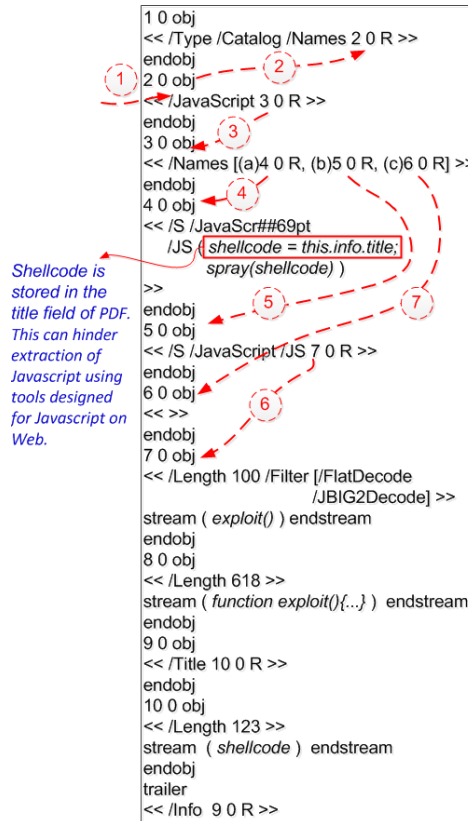 1 0 obj
<< /Type /Catalog /Names 2 0 R >>
endobj
2 0 obj
<< /JavaScript 3 0 R >>
endobj
3 0 obj
<< /Names [(a)4 0 R, (b)5 0 R, (c)6 0 R] >>
endobj
4 0 obj
<< /S /JavaScr##69pt
/JS ( shellcode = this.info.title;
spray(shellcode) )
>>
endobj
5 0 obj
<< /S /JavaScript /JS 7 0 R >>
endobj
6 0 obj
<< >>
endobj
7 0 obj
<< /Length 100 /Filter [/FlatDecode
/JBIG2Decode] >>
stream ( exploit() ) endstream
endobj
8 0 obj
<< /Length 618 >>
stream ( function exploit(){...} ) endstream
endobj
9 0 obj
<< /Title 10 0 R >>
endobj
10 0 obj
<< /Length 123 >>
stream ( shellcode ) endstream
endobj
trailer
<< /Info 9 0 R >>
1
2
3
4
5
6
7
Shellcode is
stored in the
title field of PDF.
This can hinder
extraction of
Javascript using
tools designed
for Javascript on
Web.